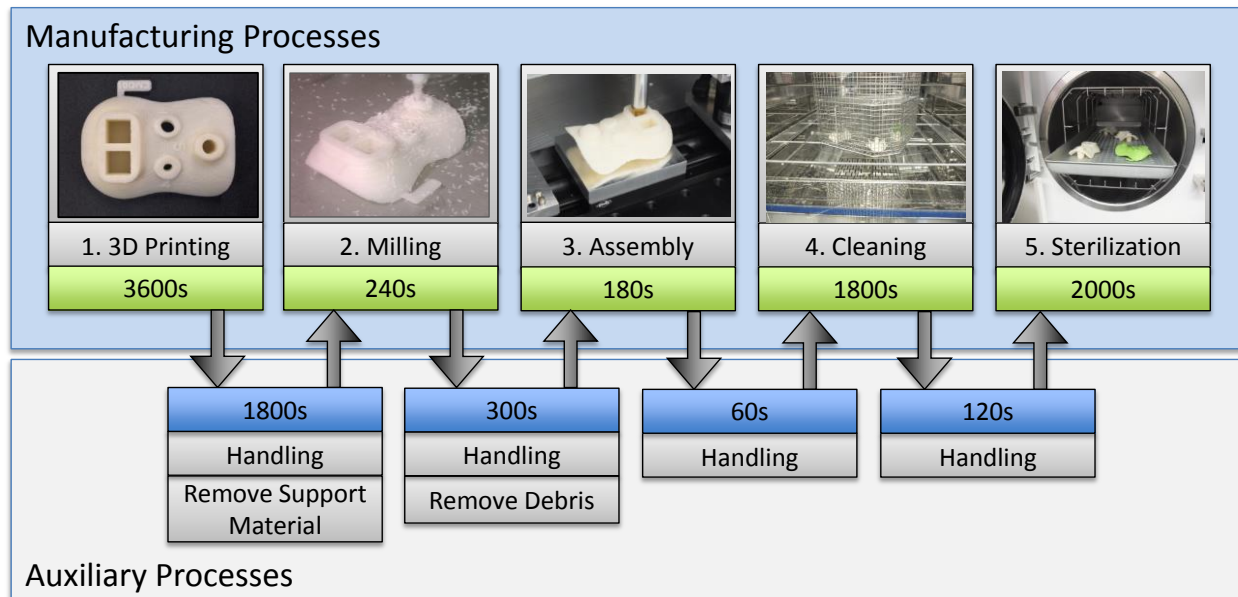 Manufacturing Processes
1. 3D Printing
2. Milling
3. Assembly
4. Cleaning
5. Sterilization
3600s
240s
180s
1800s
2000s
1800s
300s
60s
120s
Handling
Handling
Handling
Handling
Remove Support
Material
Remove Debris
Auxiliary Processes